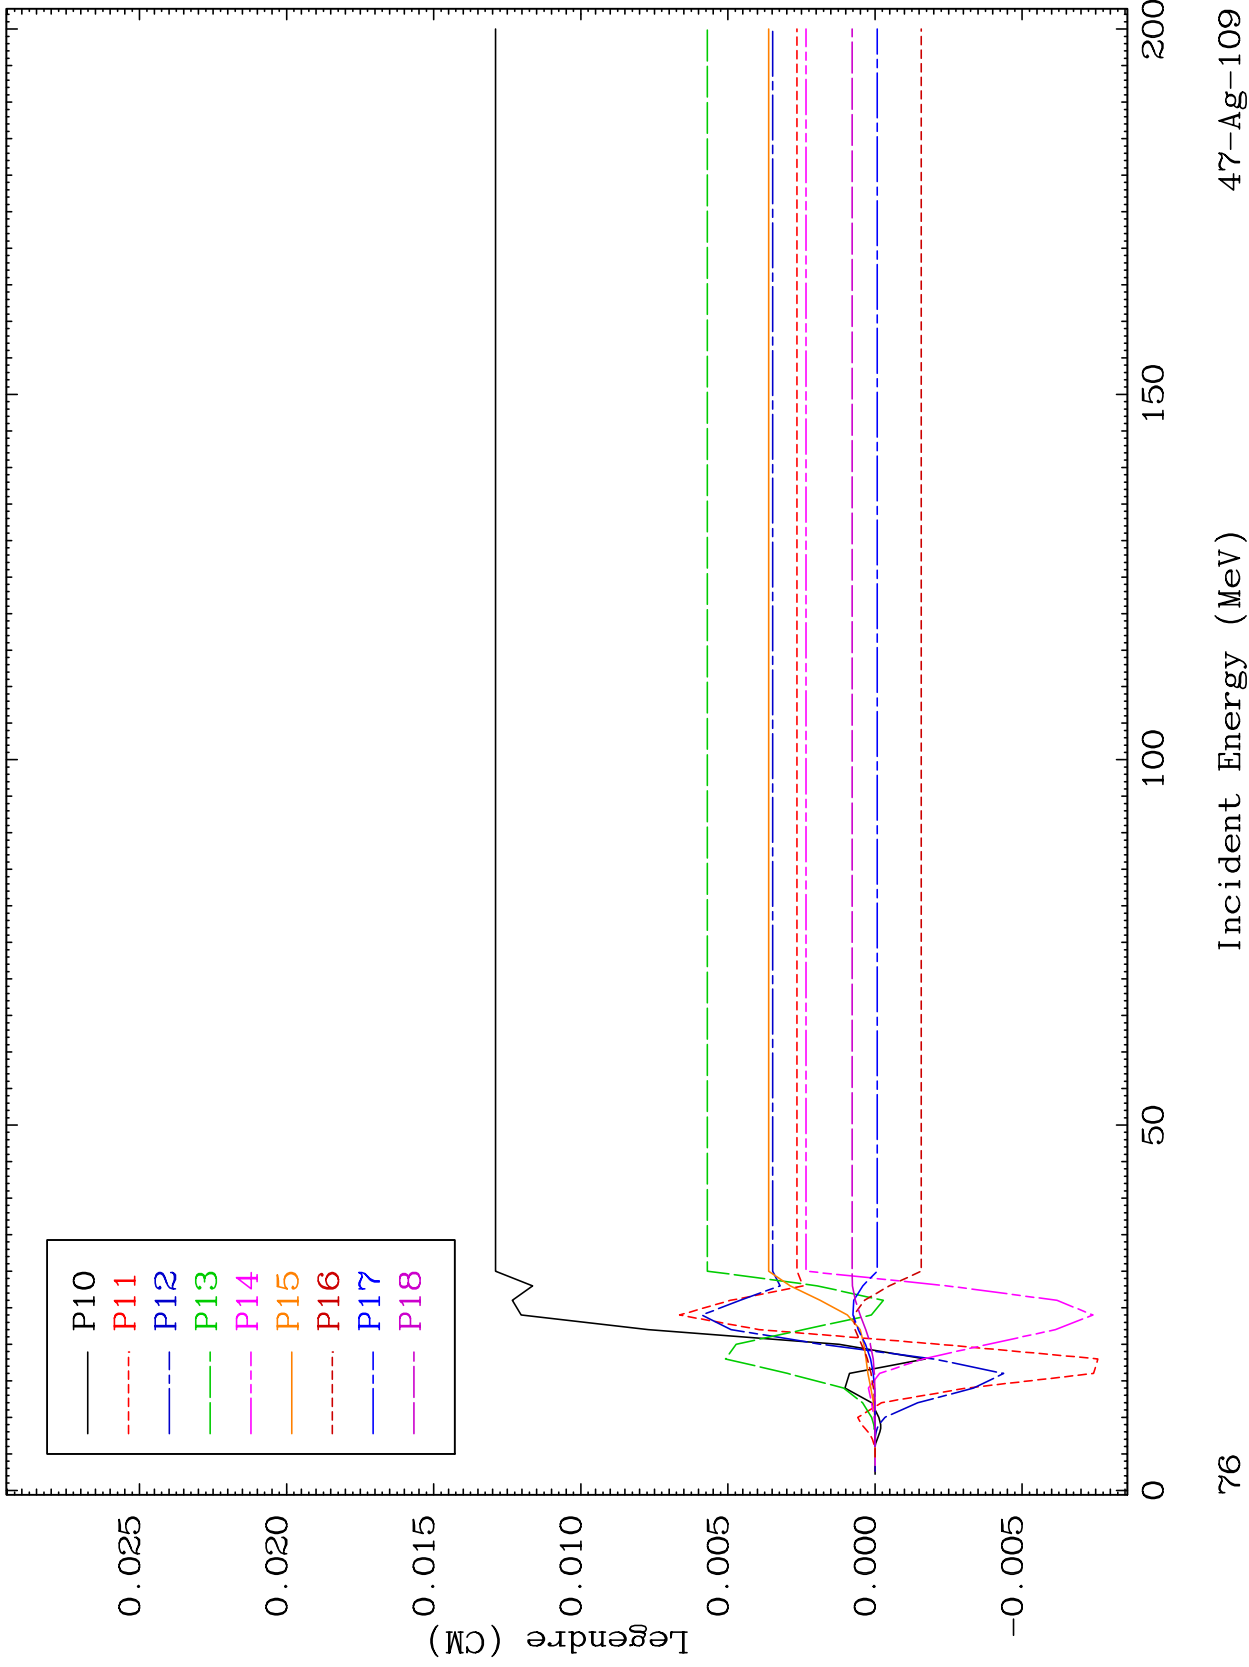 P10
P11
P12
P13
P14
P15
P16
P17
P18
0.025
0.020
0.015
0.010
0.005
0.000
-0.005
Legendre (CM)
0
50
100
150
200
Incident Energy (MeV)
76
47-Ag-109